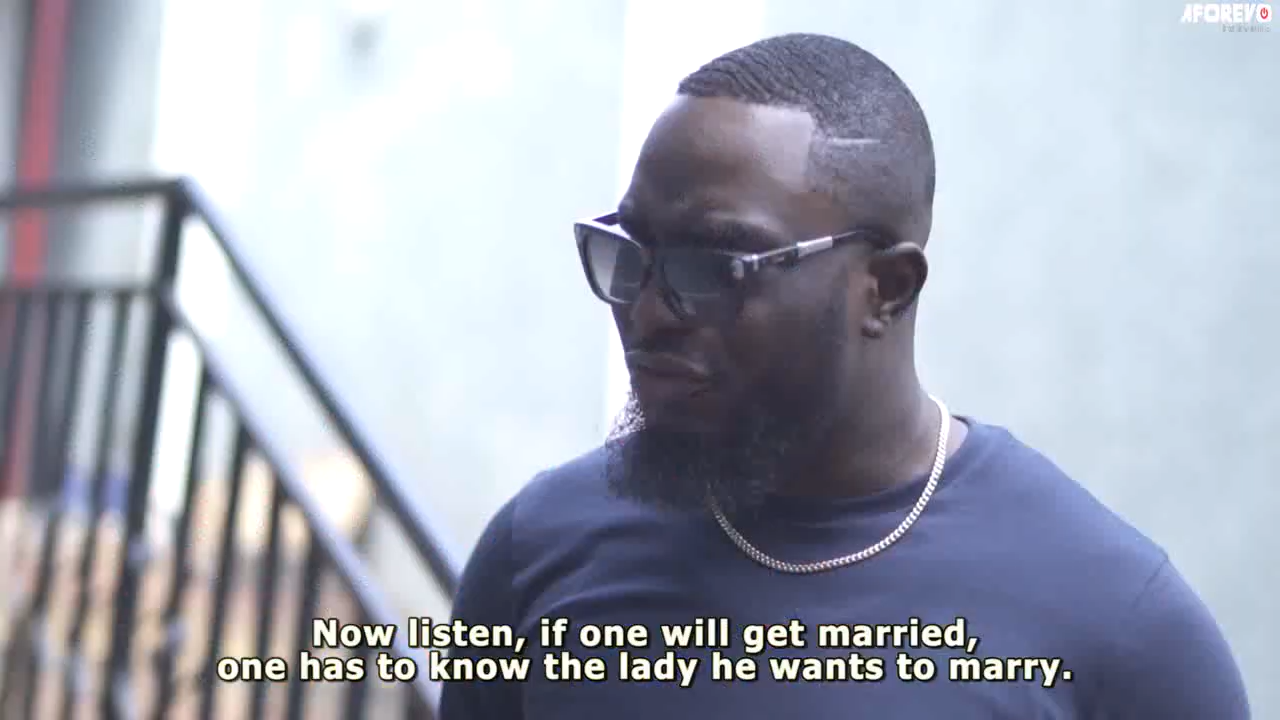 AFOREVO
Now listen, if one will get married,
one has to know the lady he wants to marry.